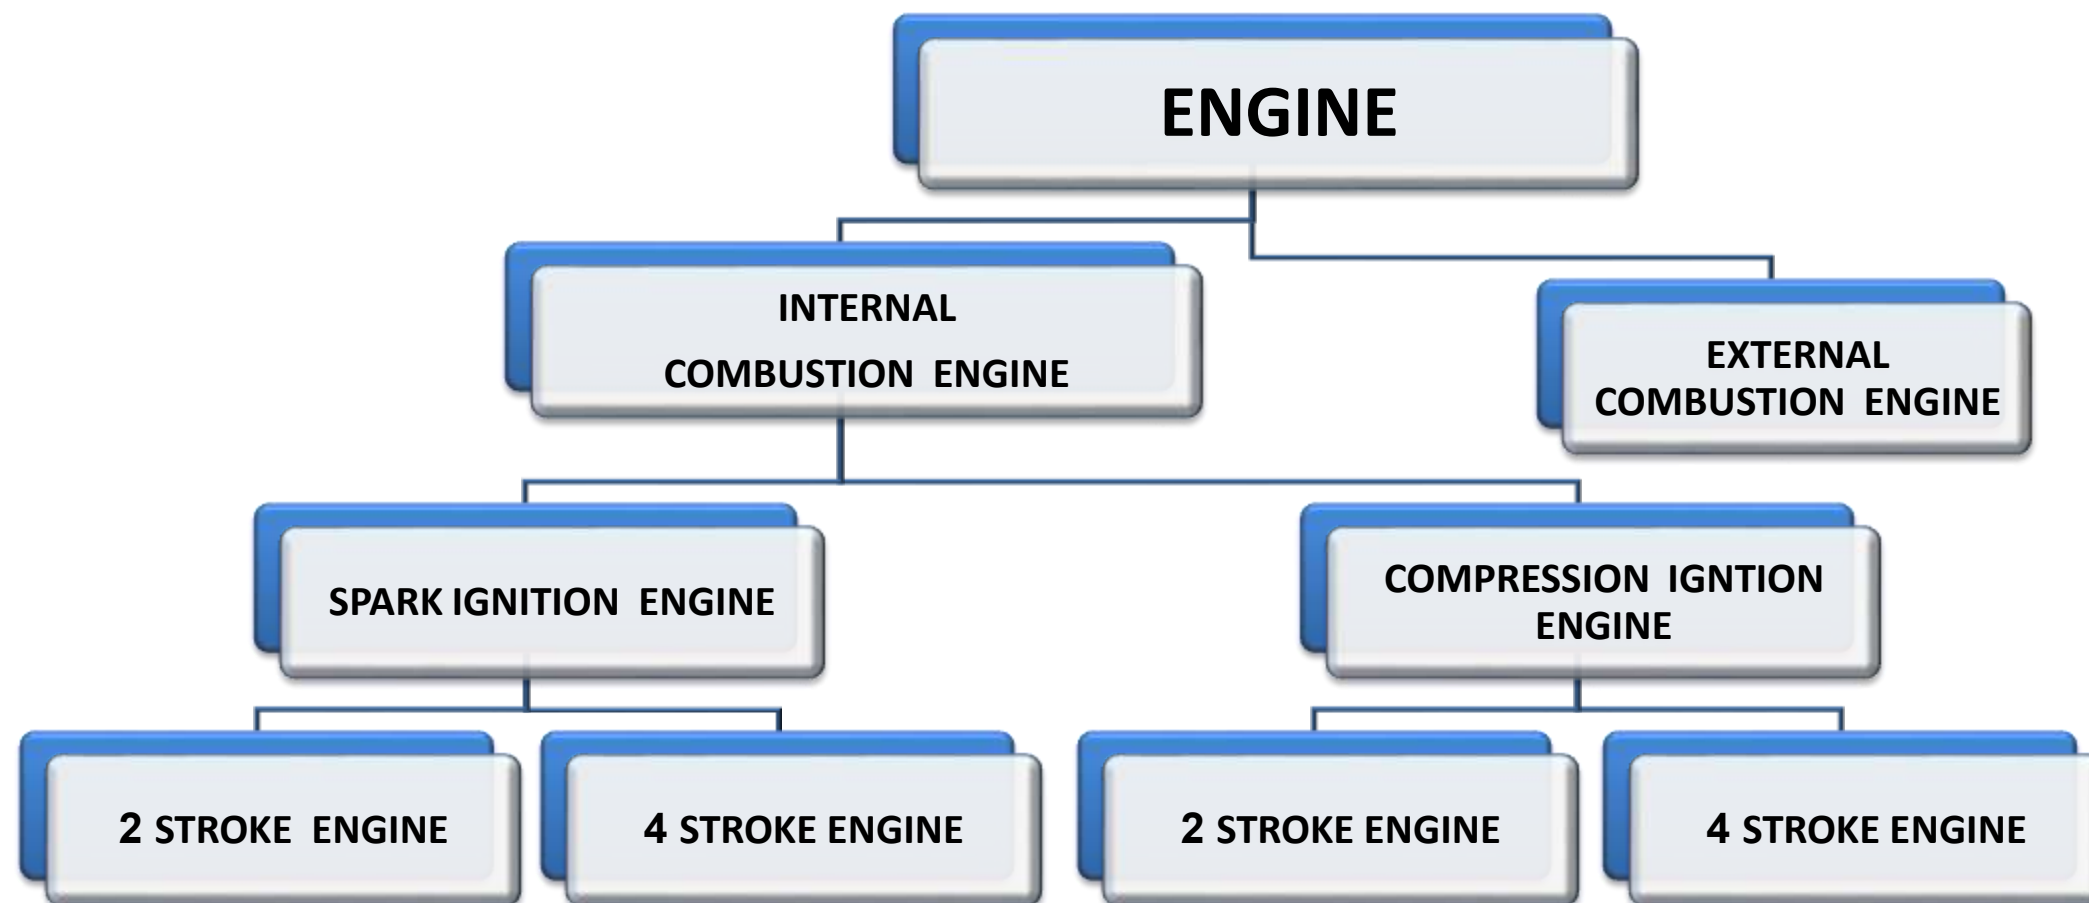 ENGINE
INTERNAL
COMBUSTION ENGINE
EXTERNAL
COMBUSTION ENGINE
SPARK IGNITION ENGINE
COMPRESSION IGNTION
ENGINE
2 STROKE ENGINE
4 STROKE ENGINE
2 STROKE ENGINE
4 STROKE ENGINE